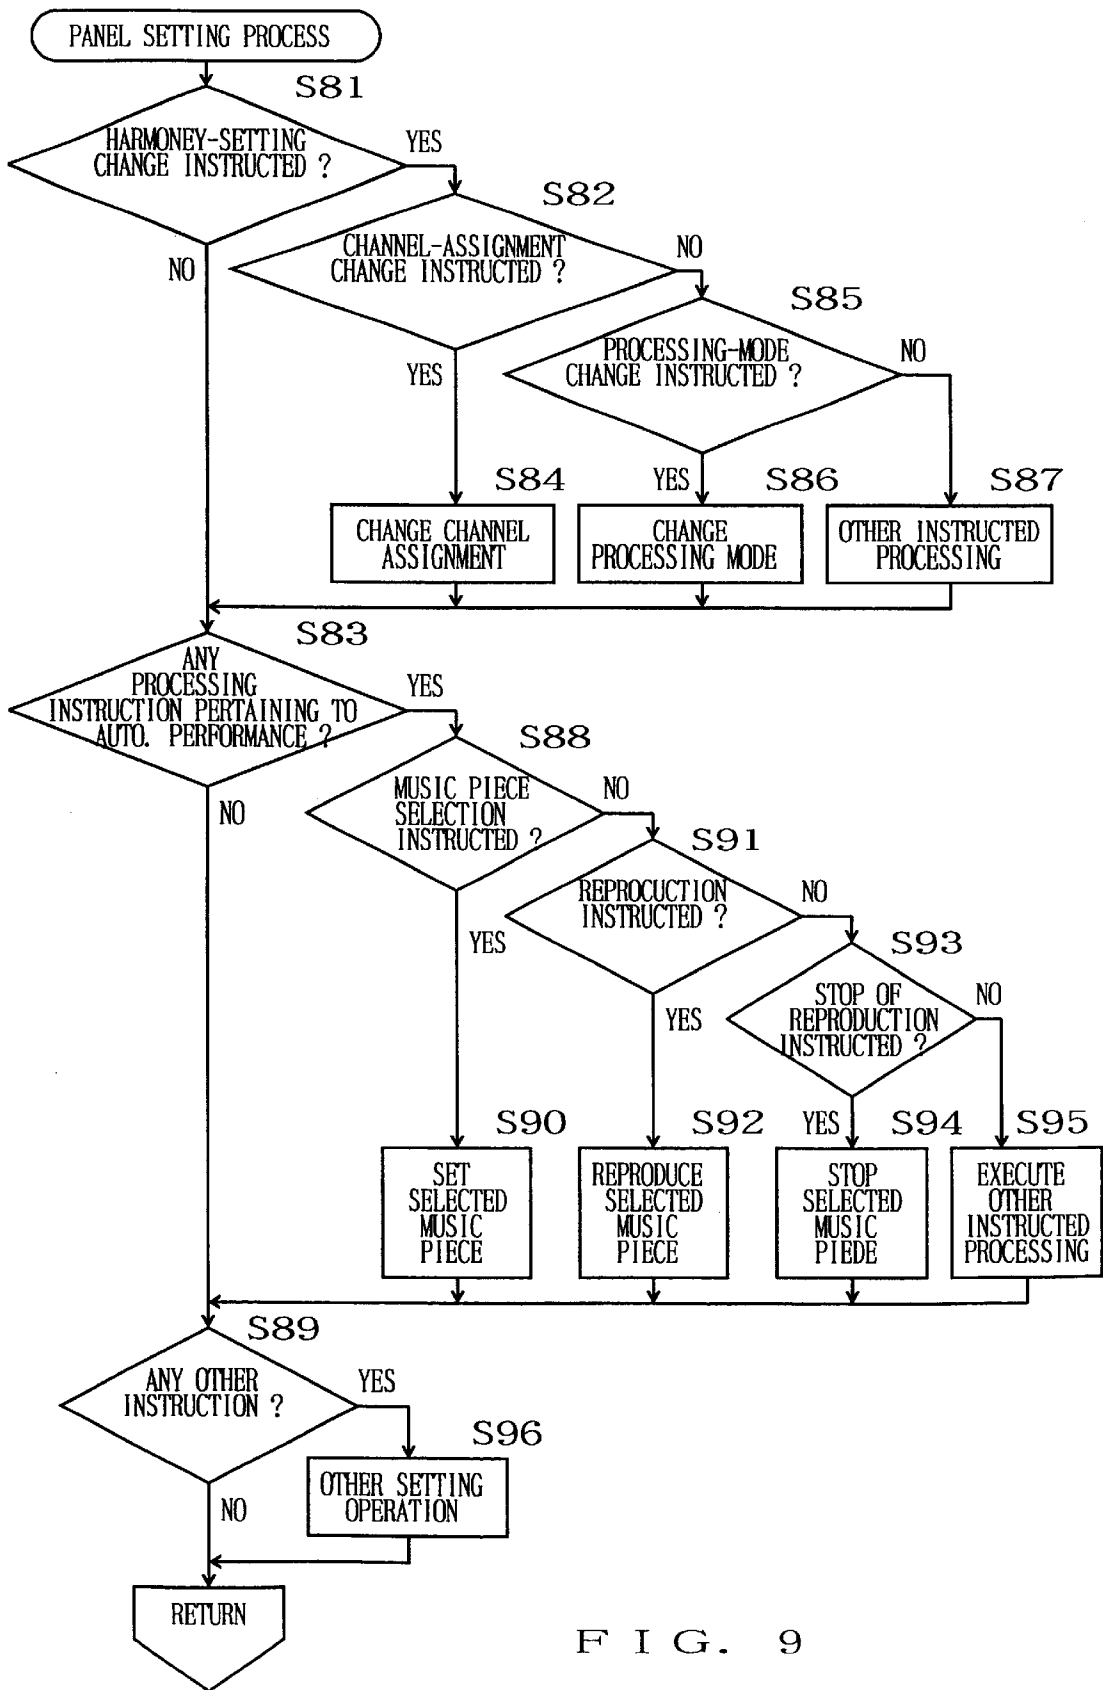 PANEL SETTING PROCESS
S81
HARMONEY-SETTING
CHANGE INSTRUCTED ?
YES
NO
S82
CHANNEL-ASSIGNMENT
CHANGE INSTRUCTED ?
NO
YES
S85
PROCESSING-MODE
CHANGE INSTRUCTED ?
NO
YES
S84
CHANGE CHANNEL
ASSIGNMENT
S86
CHANGE
PROCESSING MODE
S87
OTHER INSTRUCTED
PROCESSING
S83
ANY
PROCESSING
INSTRUCTION PERTAINING TO
AUTO. PERFORMANCE ?
YES
NO
S88
MUSIC PIECE
SELECTION
INSTRUCTED ?
NO
YES
S91
REPROCUCTION
INSTRUCTED ?
NO
YES
S93
STOP OF
REPRODUCTION
INSTRUCTED ?
NO
YES
S90
SET
SELECTED
MUSIC
PIECE
S92
REPRODUCE
SELECTED
MUSIC
PIECE
S94
STOP
SELECTED
MUSIC
PIEDE
S95
EXECUTE
OTHER
INSTRUCTED
PROCESSING
S89
ANY OTHER
INSTRUCTION ?
YES
NO
S96
OTHER SETTING
OPERATION
RETURN
FIG. 9